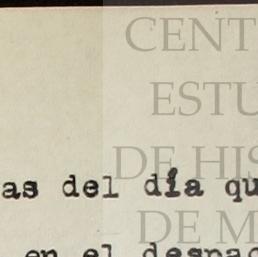 CENT
ESTU
DE HIS
as del día qu
DE M
en el despac